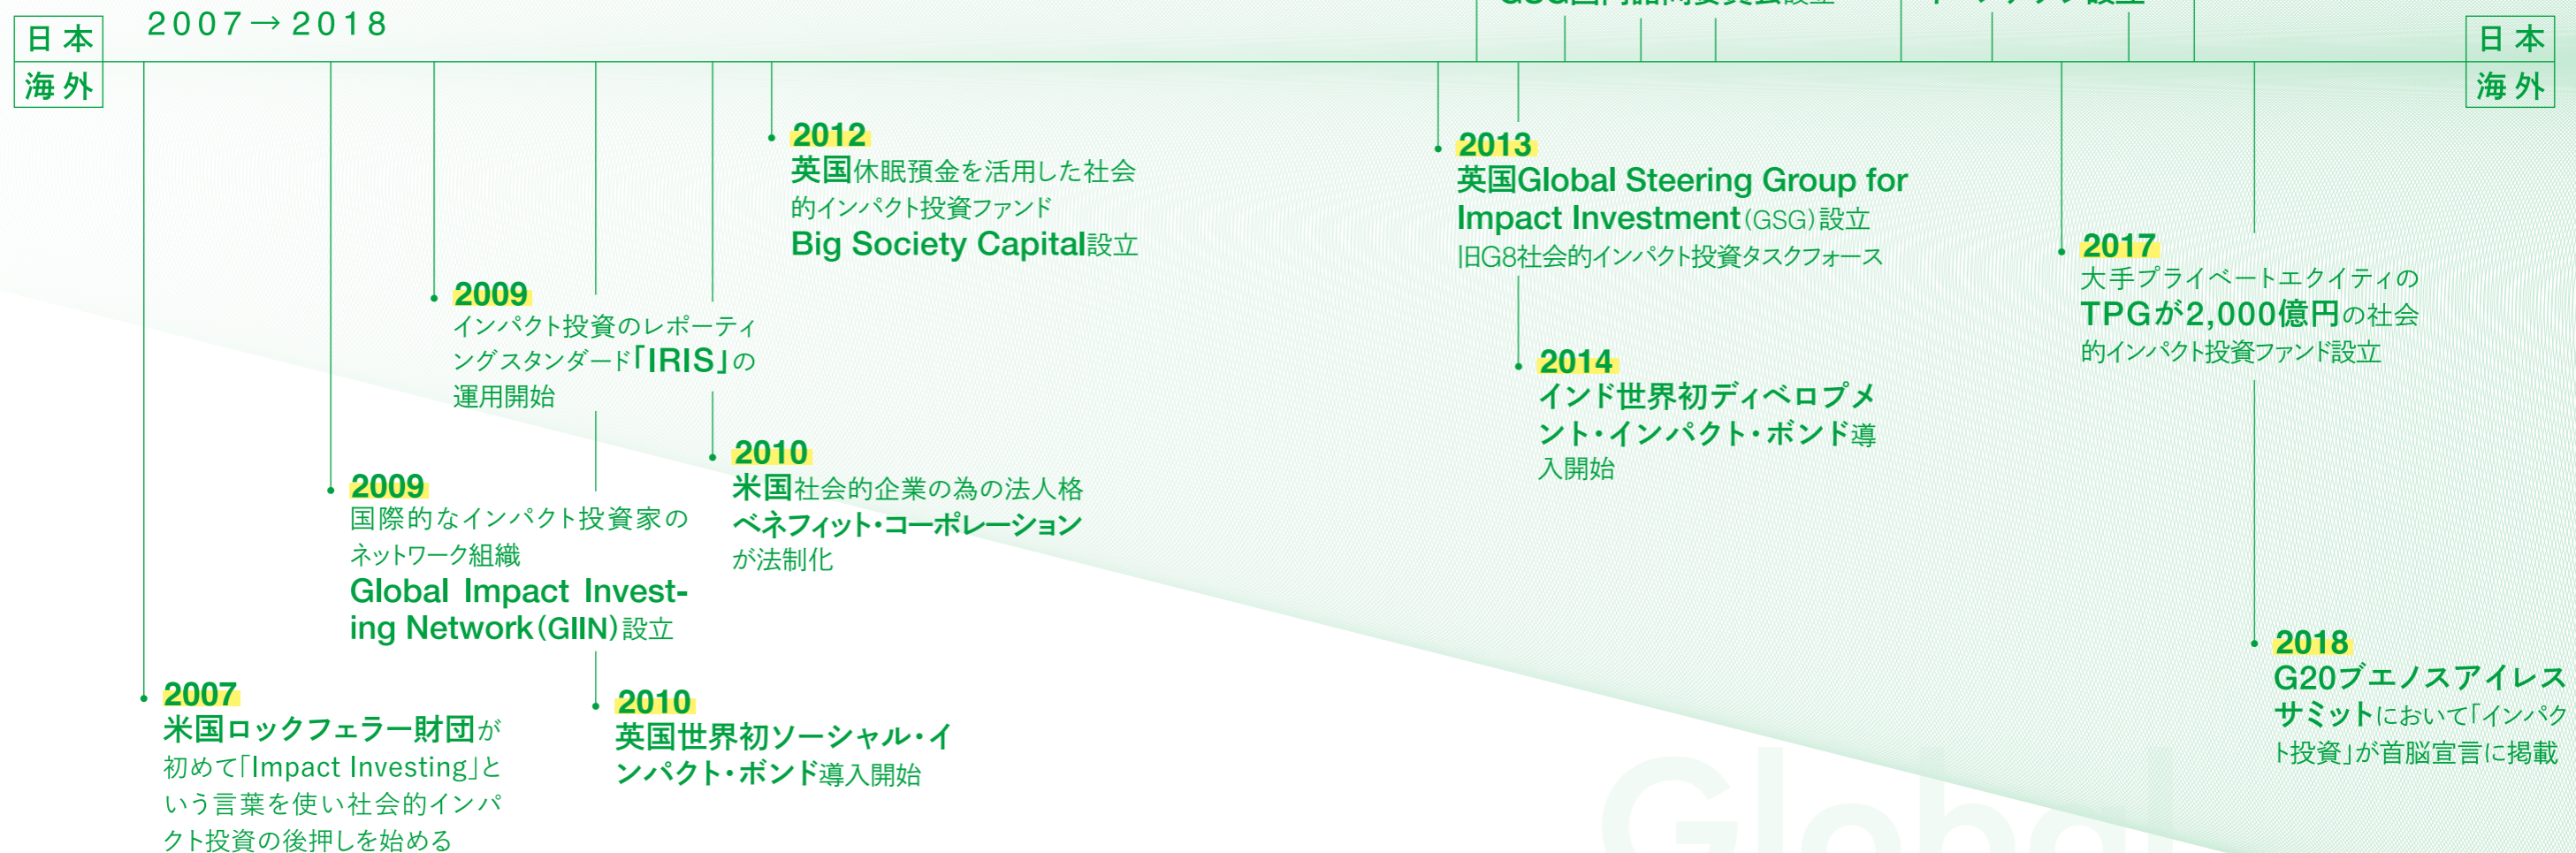 GSG国内諮問委員会設立
2007→2018
日本
海外
日本
海外
2012
英国休眠預金を活用した社会
的インパクト投資ファンド
Big Society Capital設立
2013
英国Global Steering Group for
Impact Investment(GSG)設立
旧G8社会的インパクト投資タスクフォース
2017
大手プライベートエクイティの
TPGが2,000億円の社会
的インパクト投資ファンド設立
2009
インパクト投資のレポーティ
ングスタンダード「IRIS」の
運用開始
2014
インド世界初ディベロプメ
ント・インパクト・ボンド導
入開始
2010
米国社会的企業の為の法人格
ベネフィット・コーポレーション
が法制化
2009
国際的なインパクト投資家の
ネットワーク組織
Global Impact Invest-
ing Network(GIIN)設立
2018
G20ブエノスアイレス
サミットにおいて「インパク
ト投資」が首脳宣言に掲載
2007
米国ロックフェラー財団が
初めて「Impact Investing」と
いう言葉を使い社会的インパ
クト投資の後押しを始める
2010
英国世界初ソーシャル・イ
ンパクト・ボンド導入開始
Global